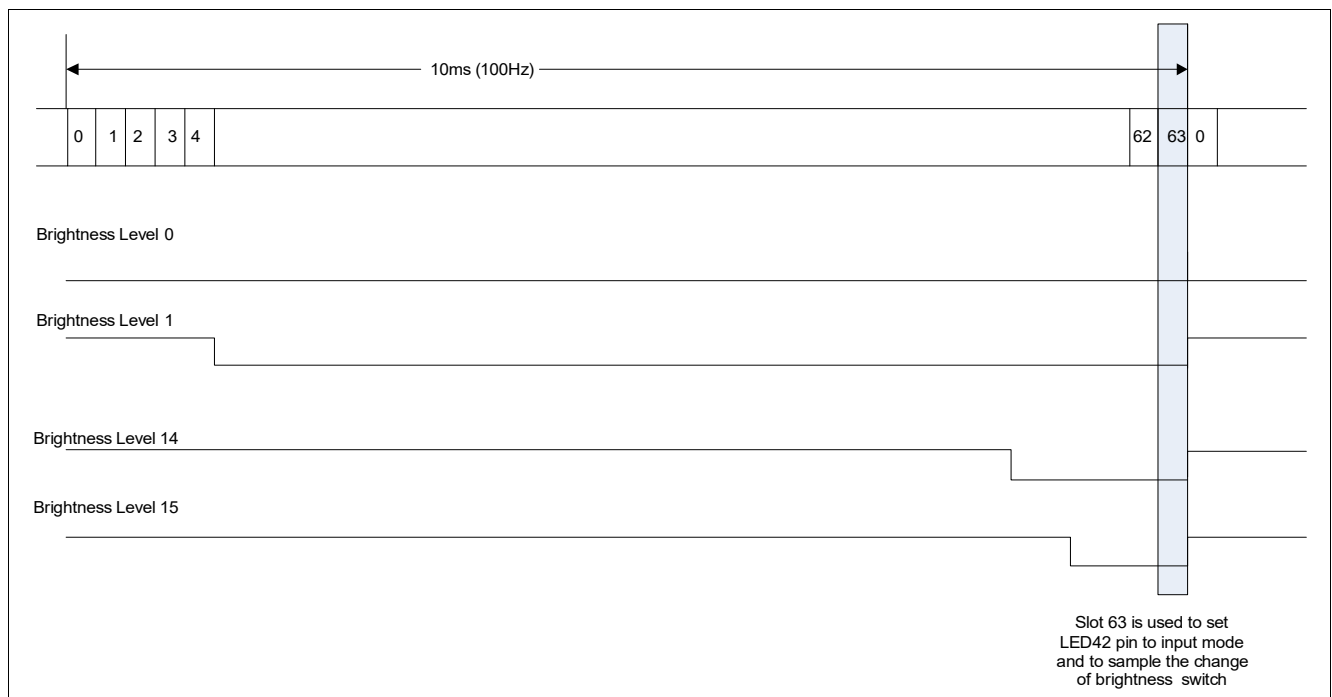 10ms (100Hz)
0 1 2 3 4 62 63 0
Brightness Level 0
Brightness Level 1
Brightness Level 14
Brightness Level 15
Slot 63 is used to set
LED42 pin to input mode
and to sample the change
of brightness switch